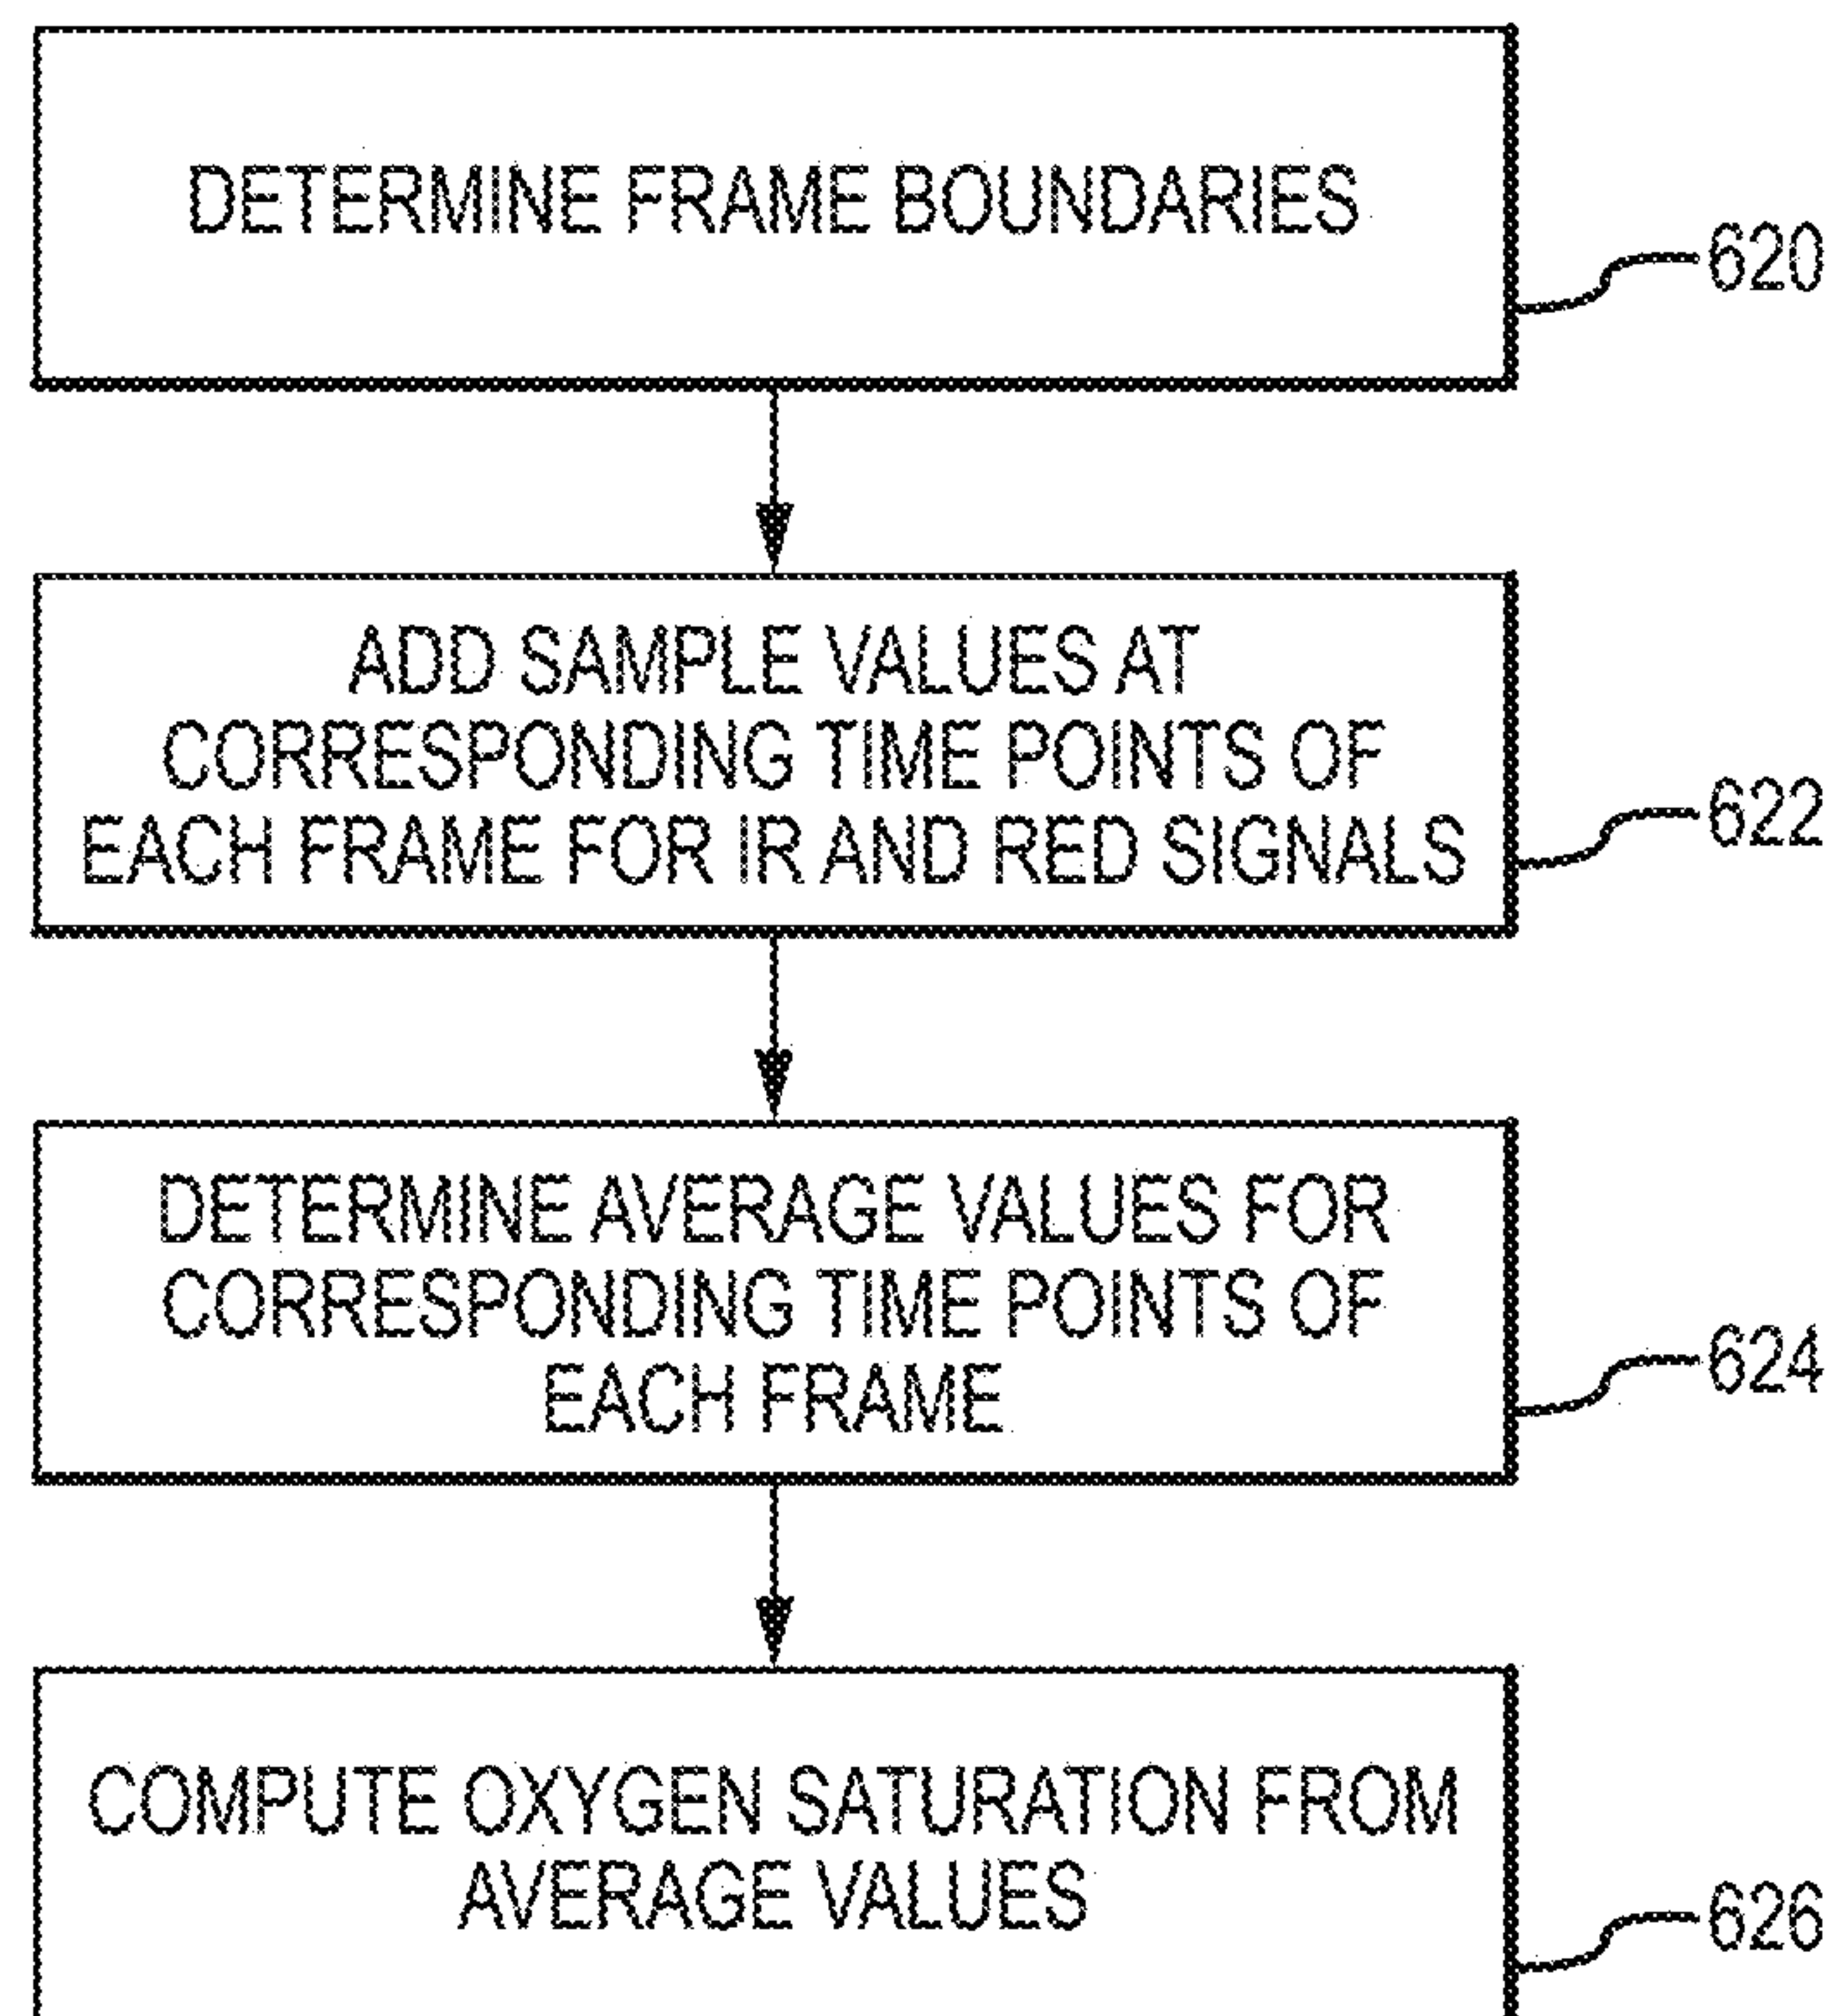 DETERMINE FRAME BOUNDARIES
620
ADD SAMPLE VALUES AT
CORRESPONDING TIME POINTS OF
EACH FRAME FOR IR AND RED SIGNALS
622
DETERMINE AVERAGE VALUES FOR
CORRESPONDING TIME POINTS OF
EACH FRAME
624
COMPUTE OXYGEN SATURATION FROM
AVERAGE VALUES
626